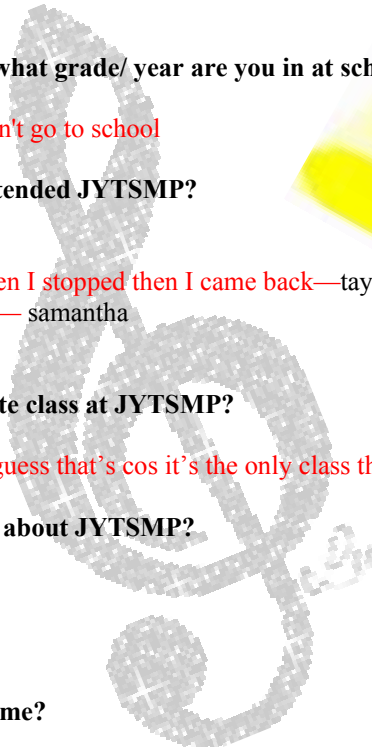 what grade/ year are you in at sch
n't go to school
tended JYTSMP?
en I stopped then I came back—tay
— samantha
te class at JYTSMP?
guess that's cos it's the only class th
about JYTSMP?
me?